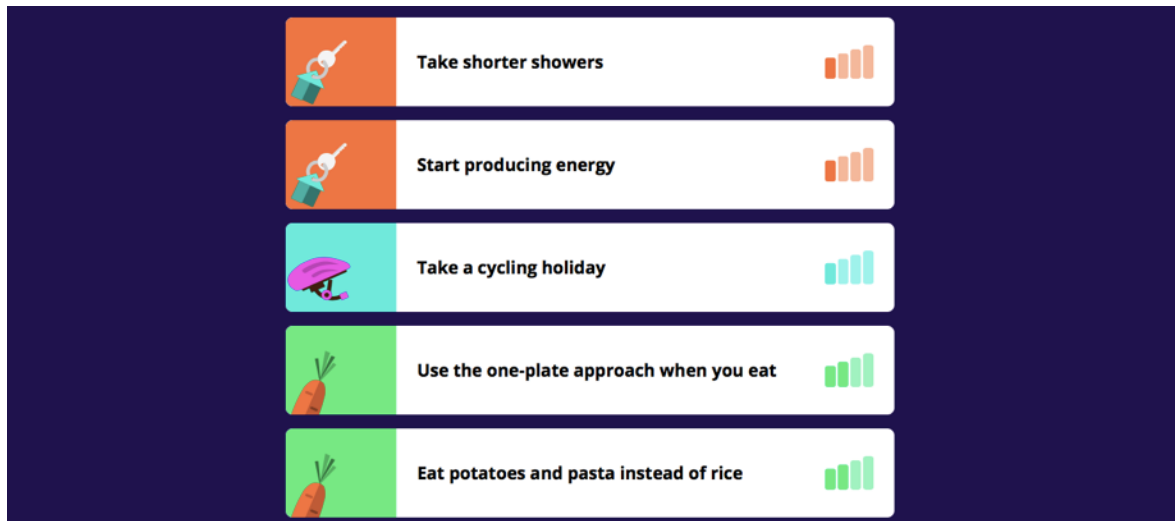 Take shorter showers
Start producing energy
Take a cycling holiday
Use the one-plate approach when you eat
Eat potatoes and pasta instead of rice